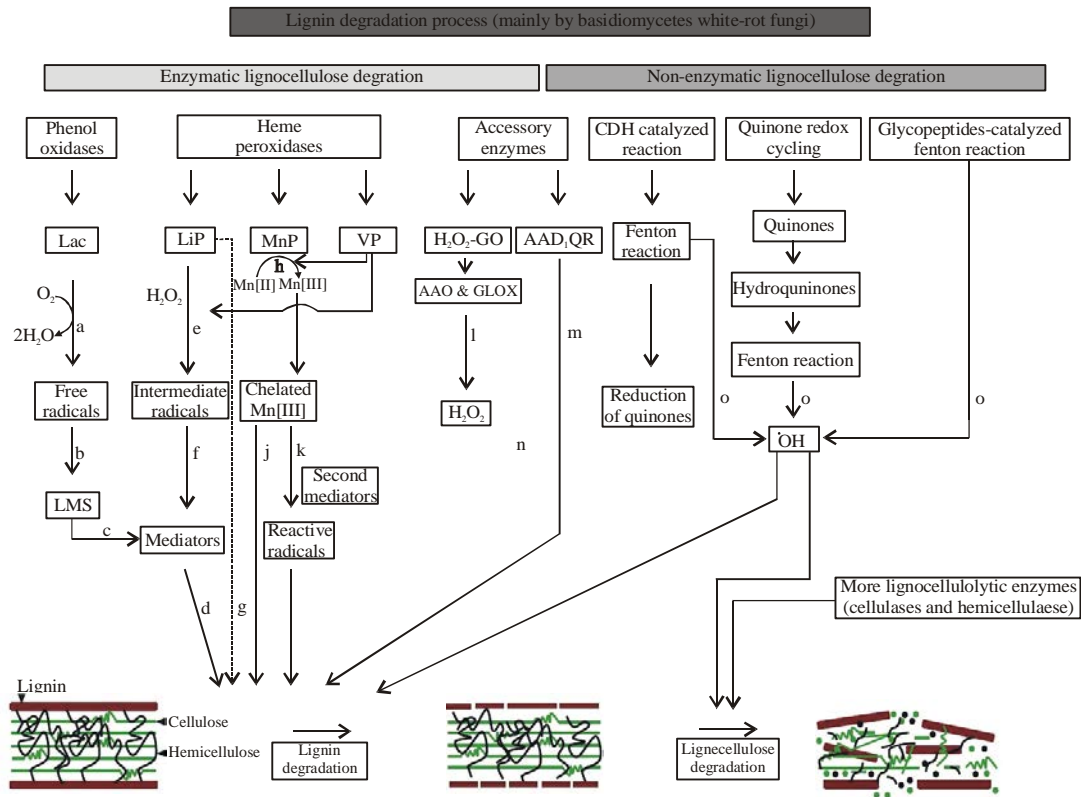 Lignin degradation process (mainly by basidiomycetes white-rot fungi)
Enzymatic lignocellulose degration
Non-enzymatic lignocellulose degration
Phenol
oxidases
Heme
peroxidases
Accessory
enzymes
CDH catalyzed
reaction
Quinone redox
cycling
Glycopeptides-catalyzed
fenton reaction
Lac
LiP
MnP
VP
H₂O₂-GO
AAD₁QR
Fenton
reaction
Quinones
h
Mn[II] Mn[III]
AAO & GLOX
Hydroquninones
O₂
2H₂O
a
H₂O₂
e
l
m
Fenton reaction
Free
radicals
Intermediate
radicals
Chelated
Mn[III]
H₂O₂
Reduction
of quinones
o
o
o
b
f
j
k
n
ȮH
Second
mediators
LMS
c
Mediators
Reactive
radicals
d
g
More lignocellulolytic enzymes
(cellulases and hemicellulaese)
Lignin
Cellulose
Hemicellulose
Lignin
degradation
Lignecellulose
degradation